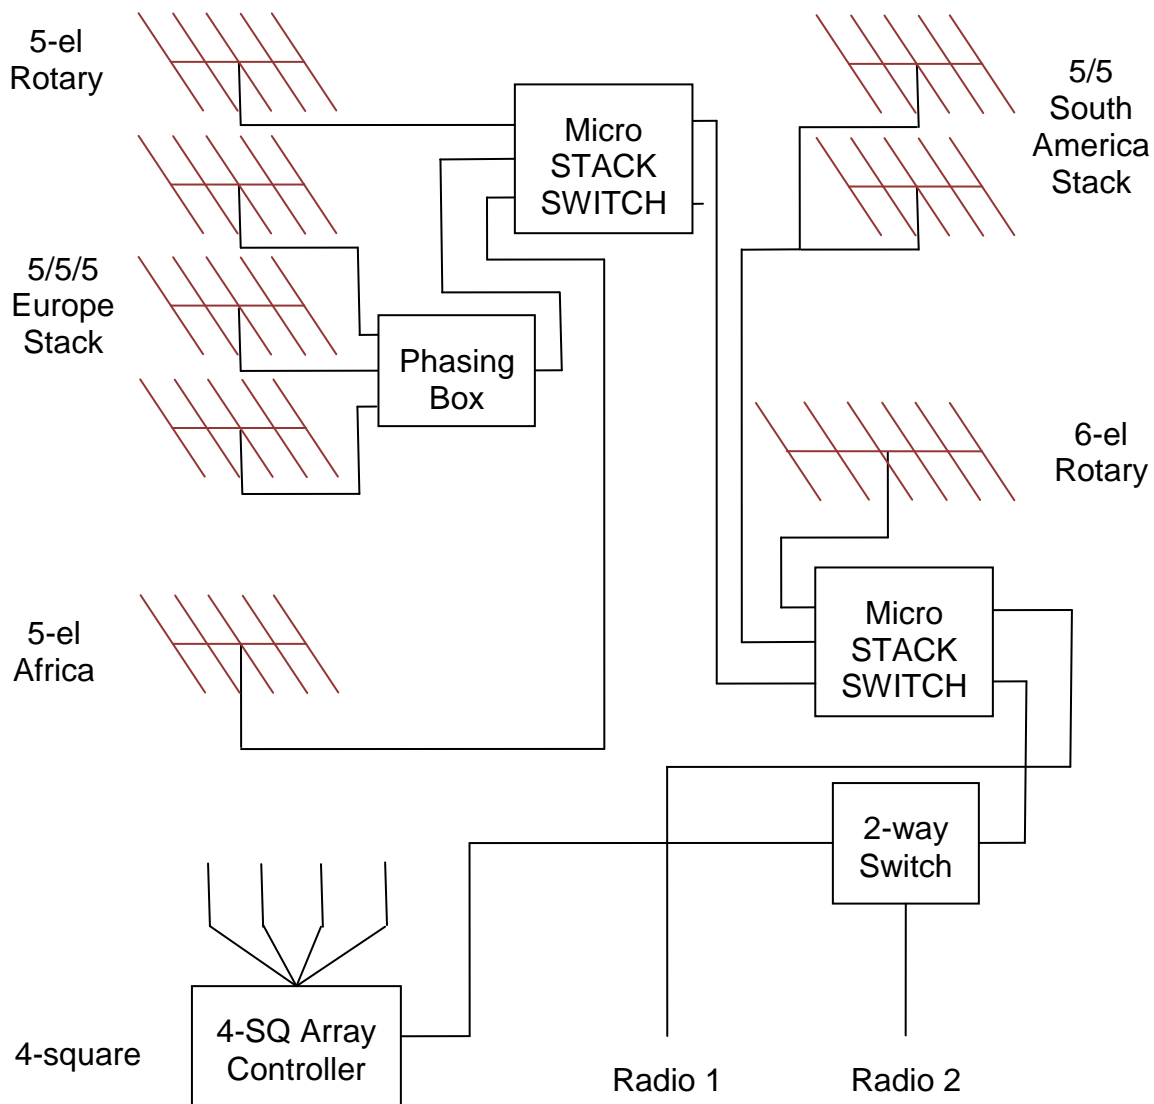 5-el
Rotary
Micro
STACK
SWITCH
5/5
South
America
Stack
5/5/5
Europe
Stack
Phasing
Box
6-el
Rotary
5-el
Africa
Micro
STACK
SWITCH
2-way
Switch
4-square
4-SQ Array
Controller
Radio 1
Radio 2